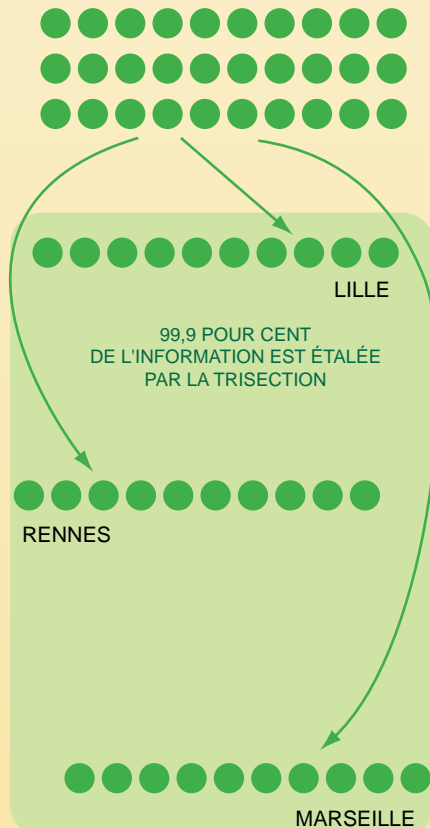 LILLE
99,9 POUR CENT
DE L'INFORMATION EST ÉTALÉE
PAR LA TRISECTION
RENNES
MARSEILLE